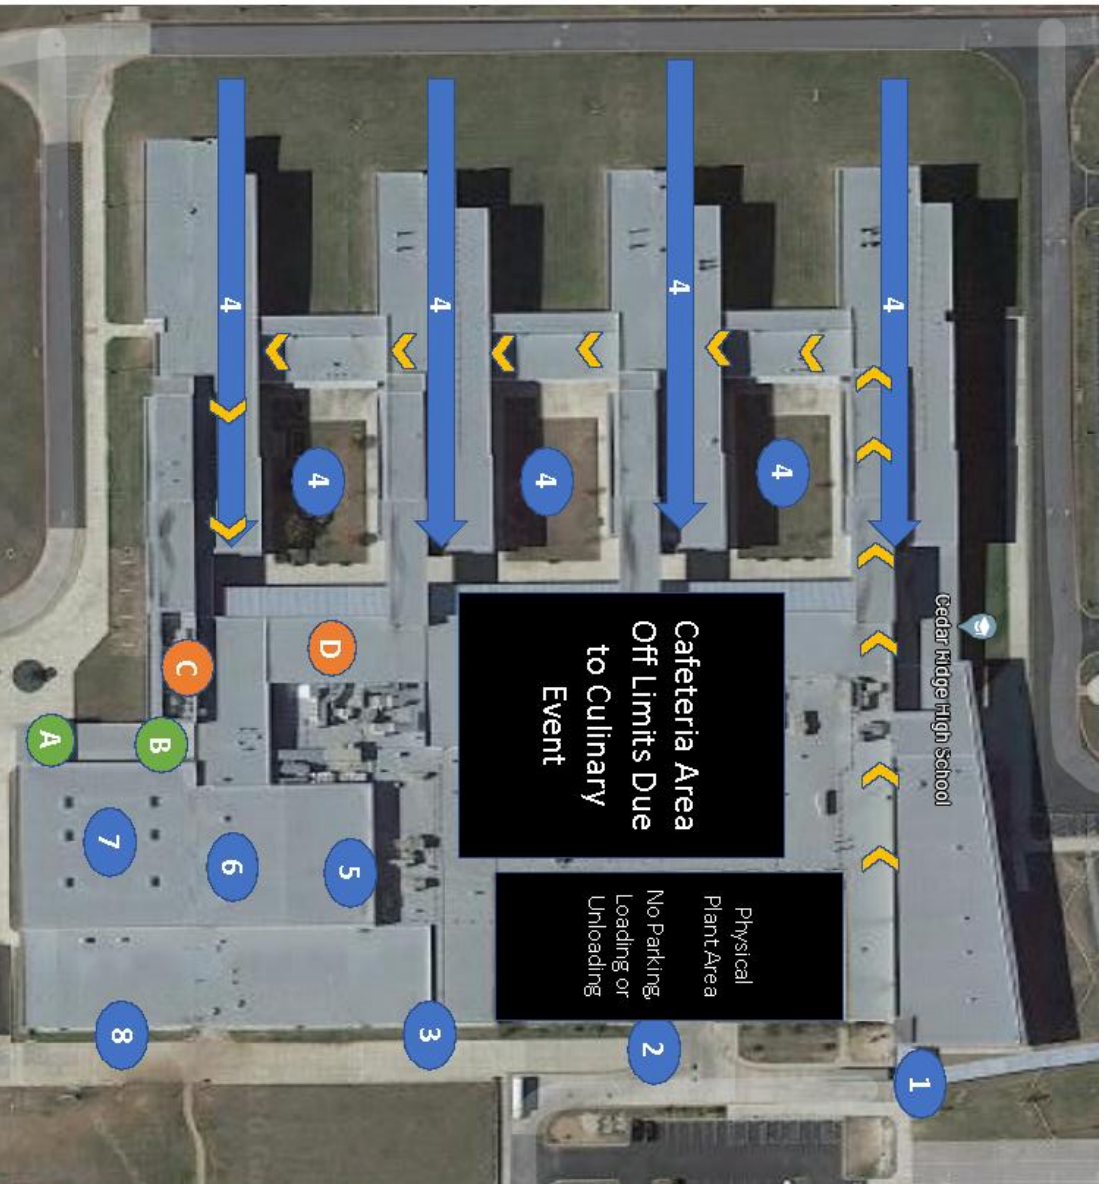 4
4
4
4
4
4
4
Cedar Ridge High School
Cafeteria Area
Off Limits Due
to Culinary
Event
Physical
Plant Area
No Parking,
Loading or
Unloading
D
C
B
A
7
6
5
8
3
2
1